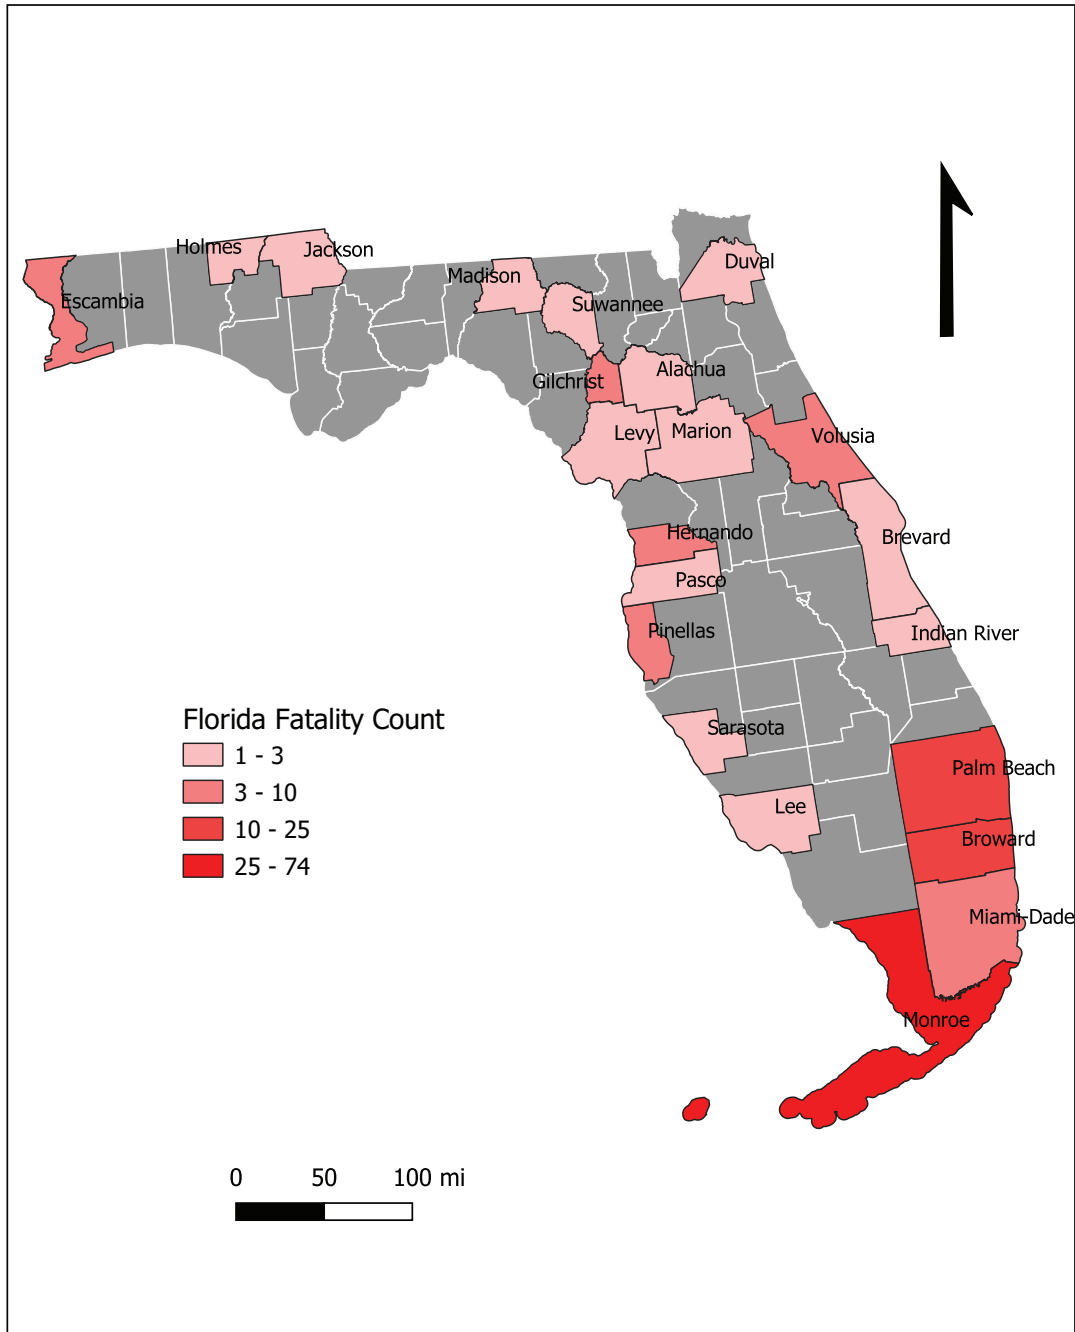 Holmes
Jackson
Duval
Madison
Escambia
Suwannee
Alachua
Gilchrist
Levy
Marion
Volusia
Hernando
Brevard
Pasco
Pinellas
Indian River
Florida Fatality Count
1 - 3
3 - 10
10 - 25
25 - 74
Sarasota
Palm Beach
Lee
Broward
Miami-Dade
Monroe
0 50 100 mi